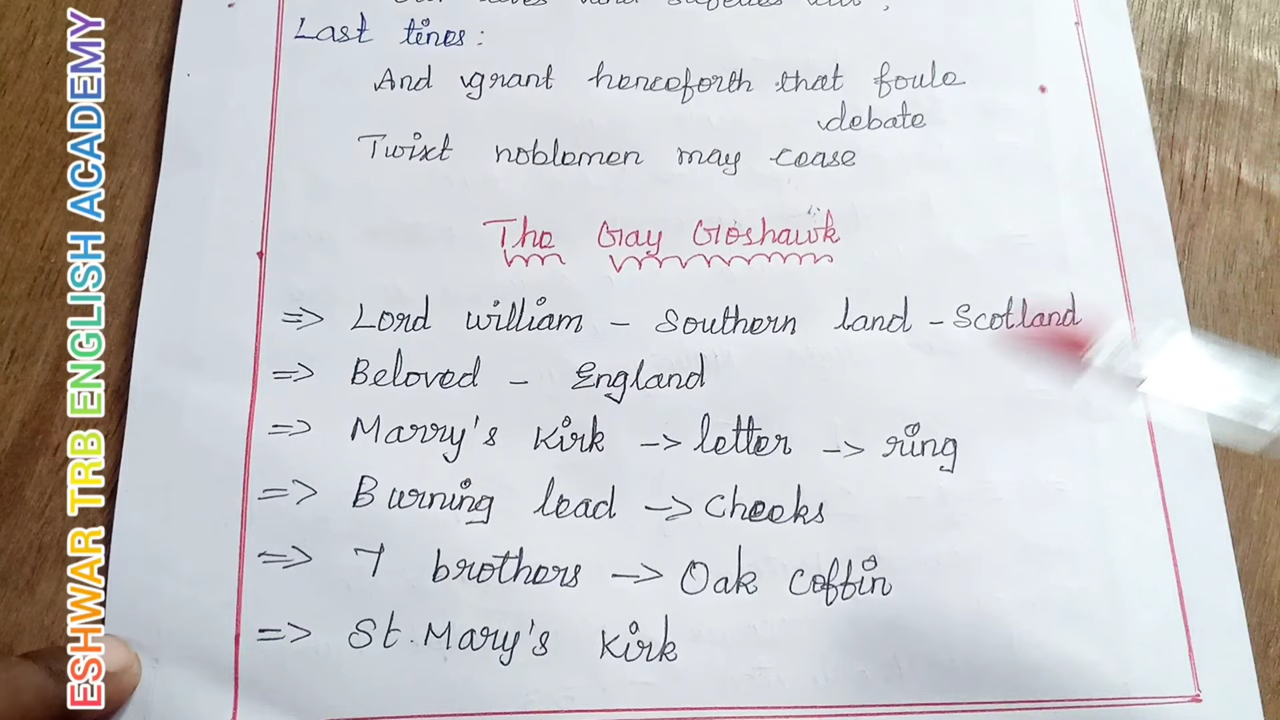 Last lines:
And grant henceforth that foule
debate
Twixt noblemen may cease
The Gay Goshawk
=> Lord william - Southern land - Scotland
=> Beloved - England
=> Marry's Kirk -> letter -> ring
=> Burning lead -> Cheeks
=> 7 brothers -> Oak Coffin
=> St. Mary's Kirk
ESHWAR TRB ENGLISH ACADEMY